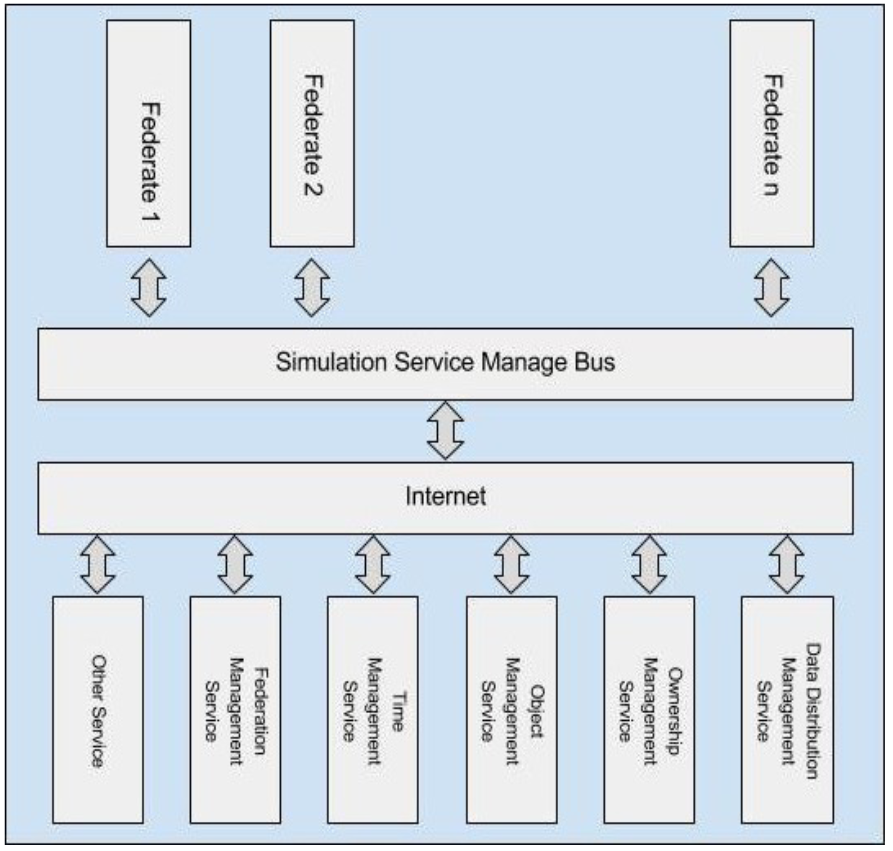 Federate 1
Federate 2
Federate n
Simulation Service Manage Bus
Internet
Other Service
Federation
Management
Service
Time
Management
Service
Object
Management
Service
Ownership
Management
Service
Data Distribution
Management
Service